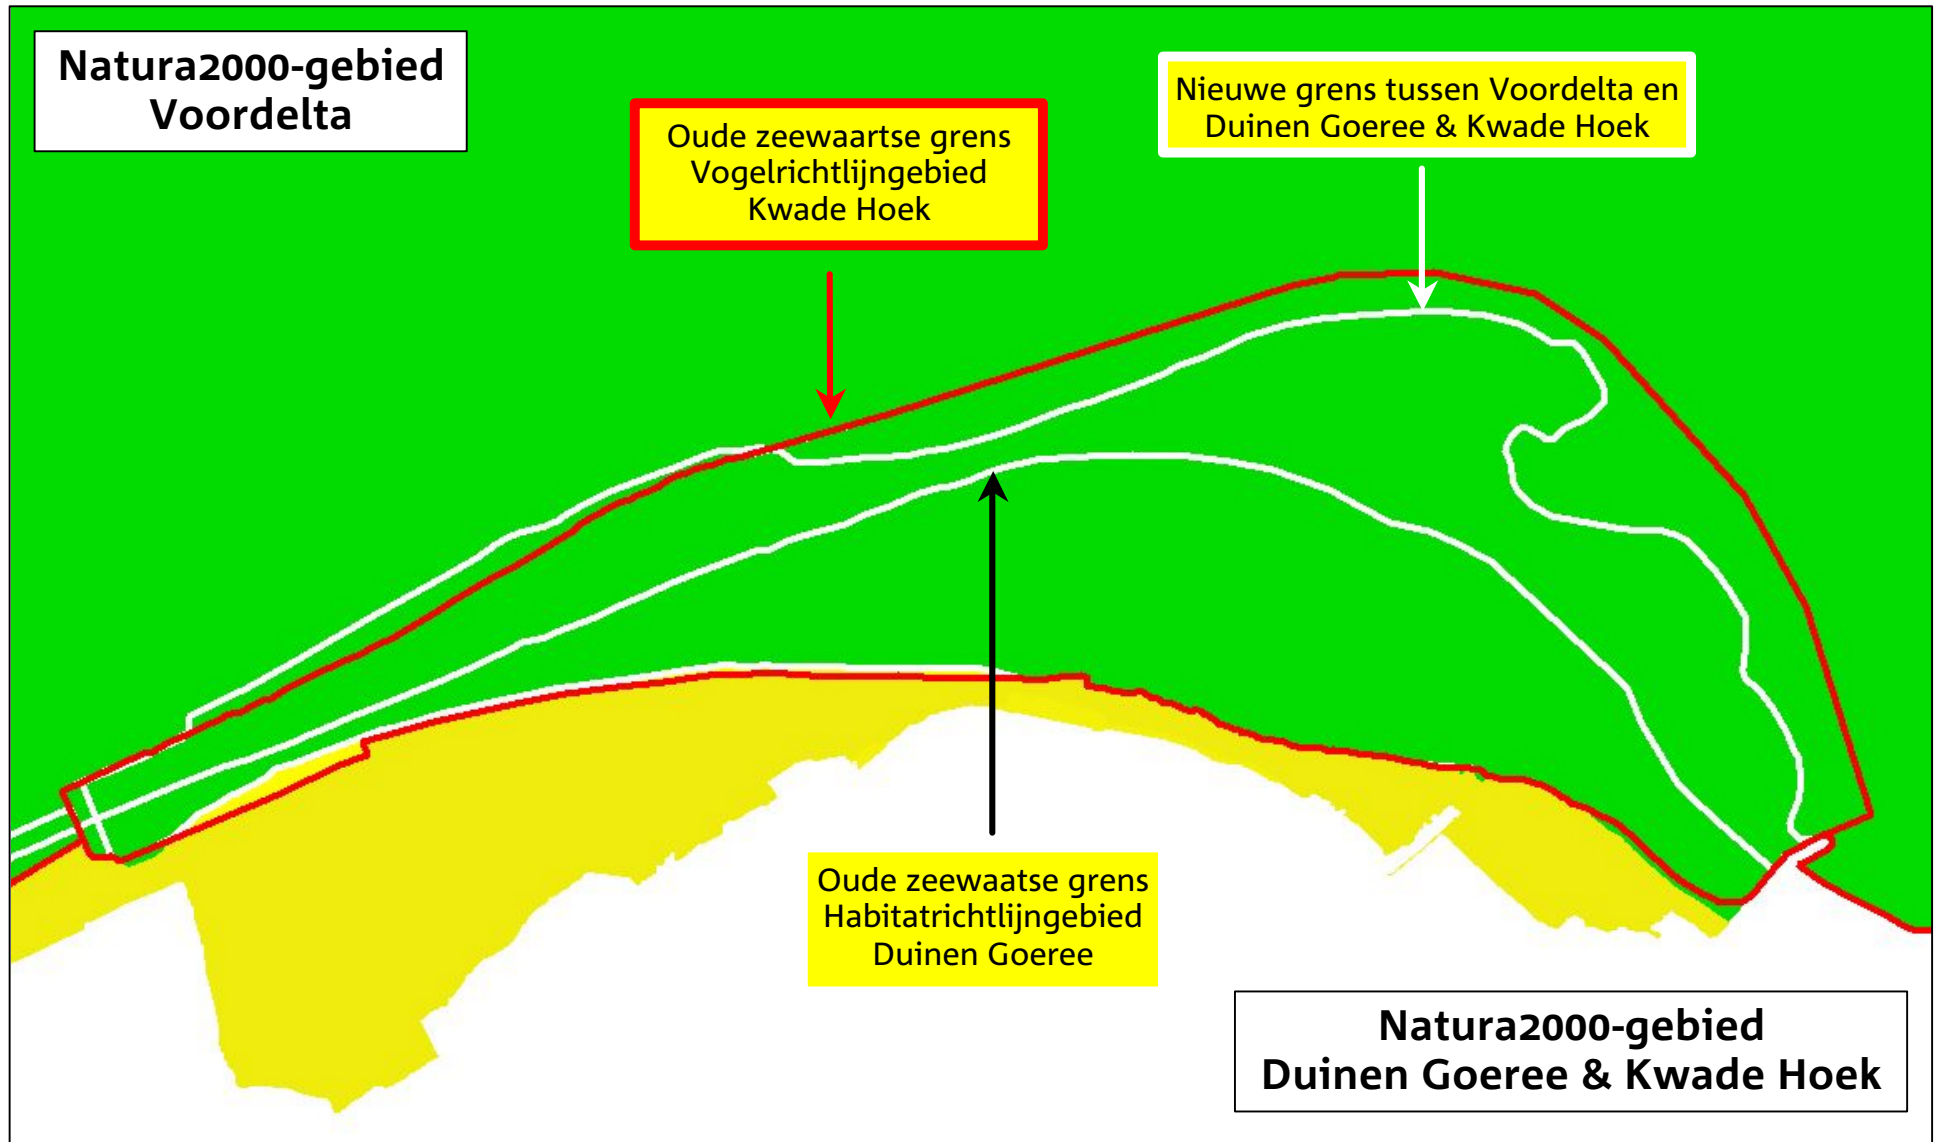 Natura2000-gebied
Voordelta
Oude zeewaartse grens
Vogelrichtlijngebied
Kwade Hoek
Nieuwe grens tussen Voordelta en
Duinen Goeree & Kwade Hoek
Oude zeewaatse grens
Habitatrichtlijngebied
Duinen Goeree
Natura2000-gebied
Duinen Goeree & Kwade Hoek